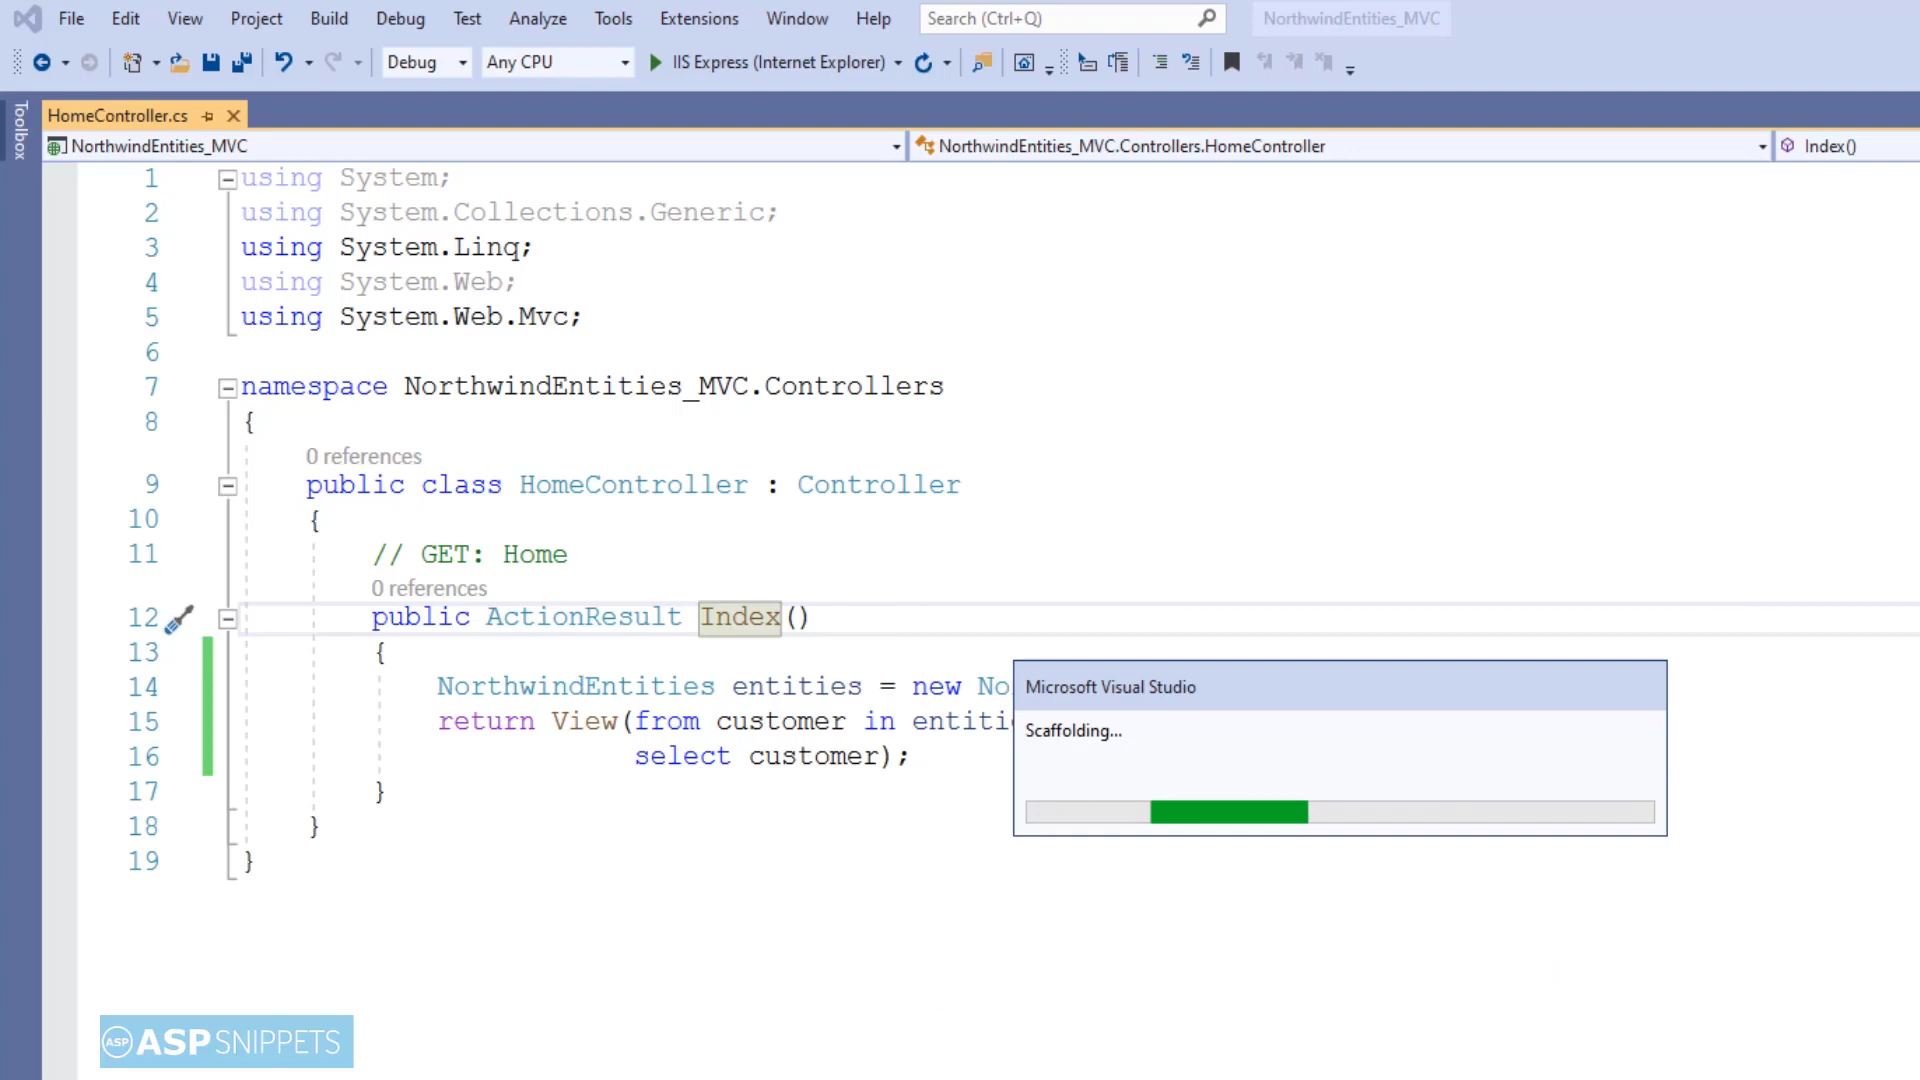 File Edit View Project Build Debug Test Analyze Tools Extensions Window Help Search (Ctrl+Q) NorthwindEntities_MVC
Debug Any CPU IIS Express (Internet Explorer)
Toolbox
HomeController.cs
NorthwindEntities_MVC NorthwindEntities_MVC.Controllers.HomeController Index()
1 using System;
2 using System.Collections.Generic;
3 using System.Linq;
4 using System.Web;
5 using System.Web.Mvc;
6
7 namespace NorthwindEntities_MVC.Controllers
8 {
0 references
9 public class HomeController : Controller
10 {
11 // GET: Home
0 references
12 public ActionResult Index()
13 {
14 NorthwindEntities entities = new No
15 return View(from customer in entiti
16 select customer);
17 }
18 }
19 }
Microsoft Visual Studio
Scaffolding...
ASP ASPSNIPPETS